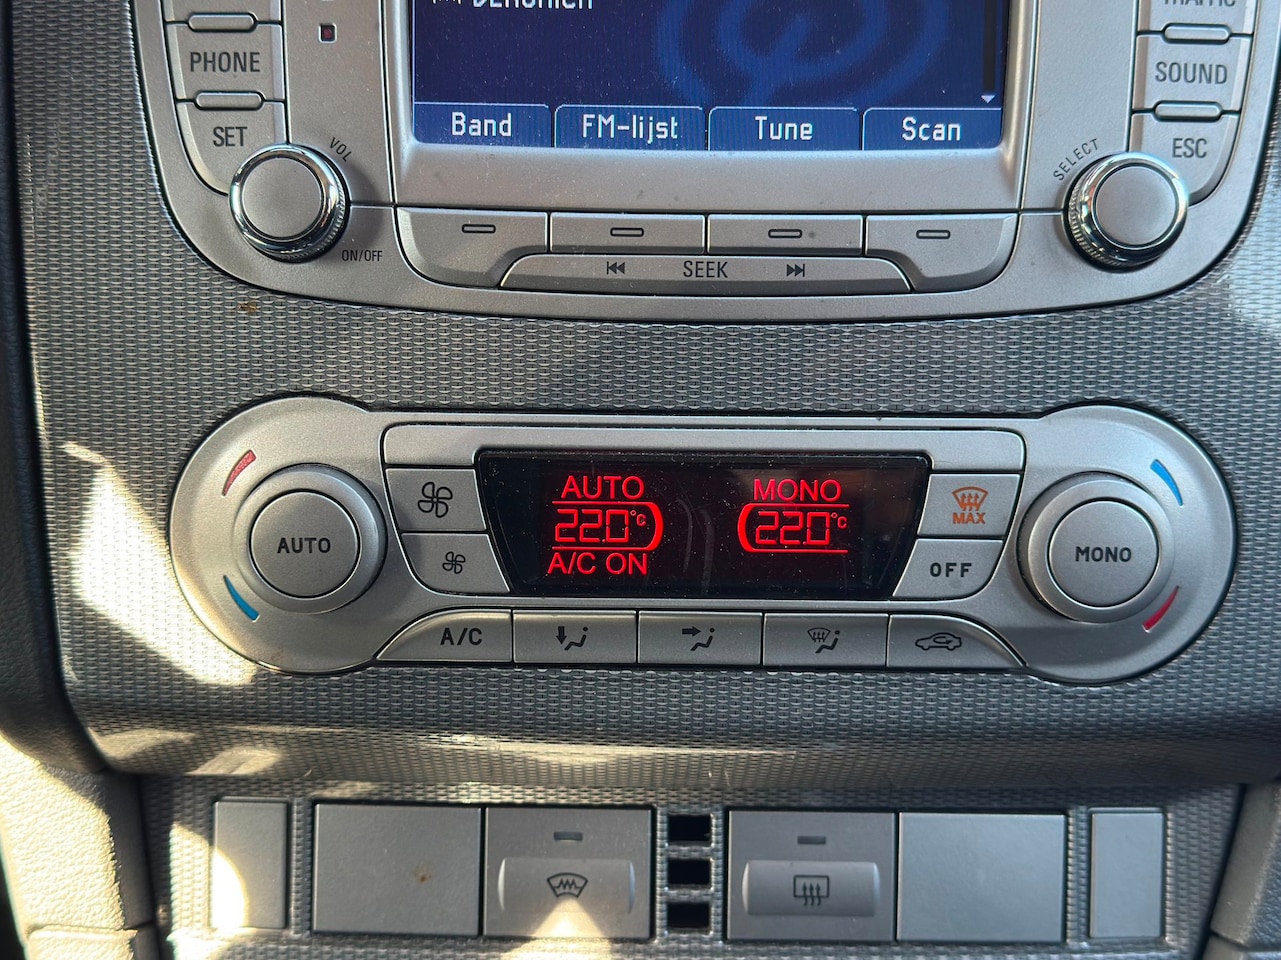 PHONE
SET
VOL
ON/OFF
Band
FM-lijst
Tune
Scan
SOUND
ESC
SELECT
SEEK
AUTO
AUTO
22.0°C
A/C ON
MONO
22.0°C
MAX
OFF
MONO
A/C